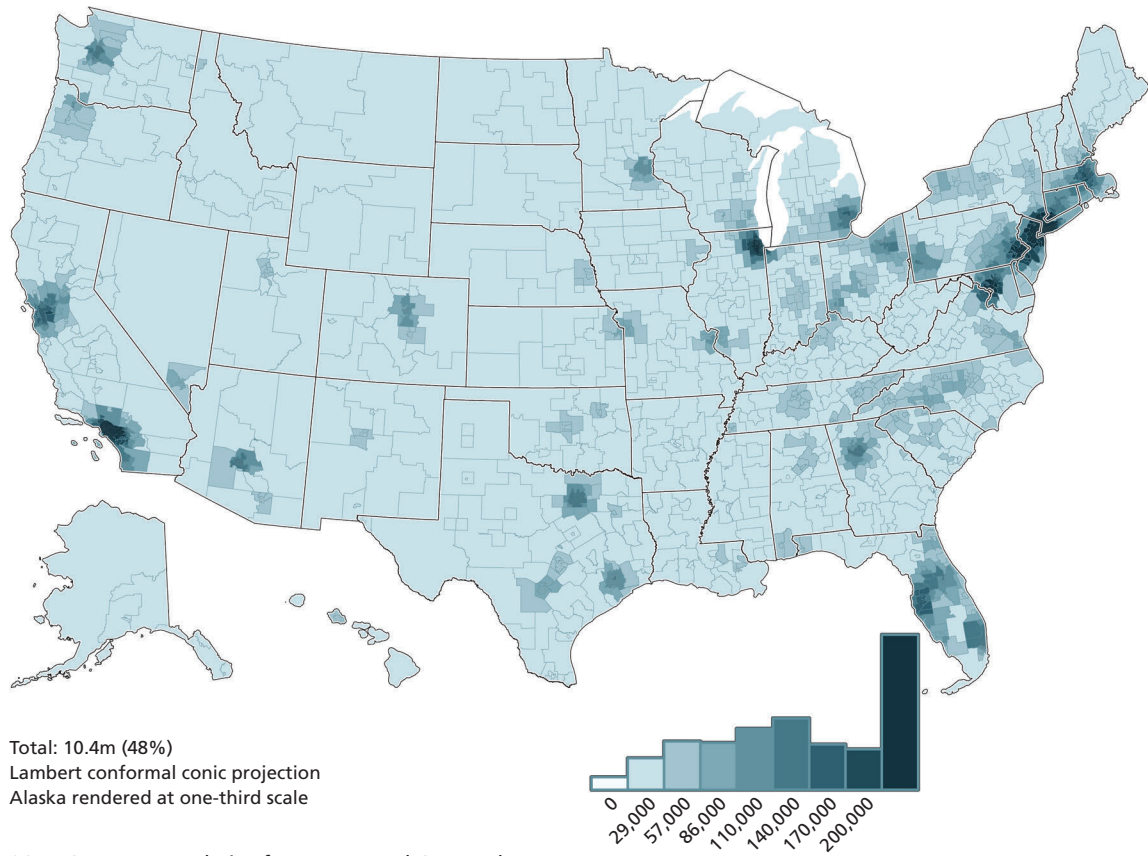 Total: 10.4m (48%)
Lambert conformal conic projection
Alaska rendered at one-third scale
0
29,000
57,000
86,000
110,000
140,000
170,000
200,000